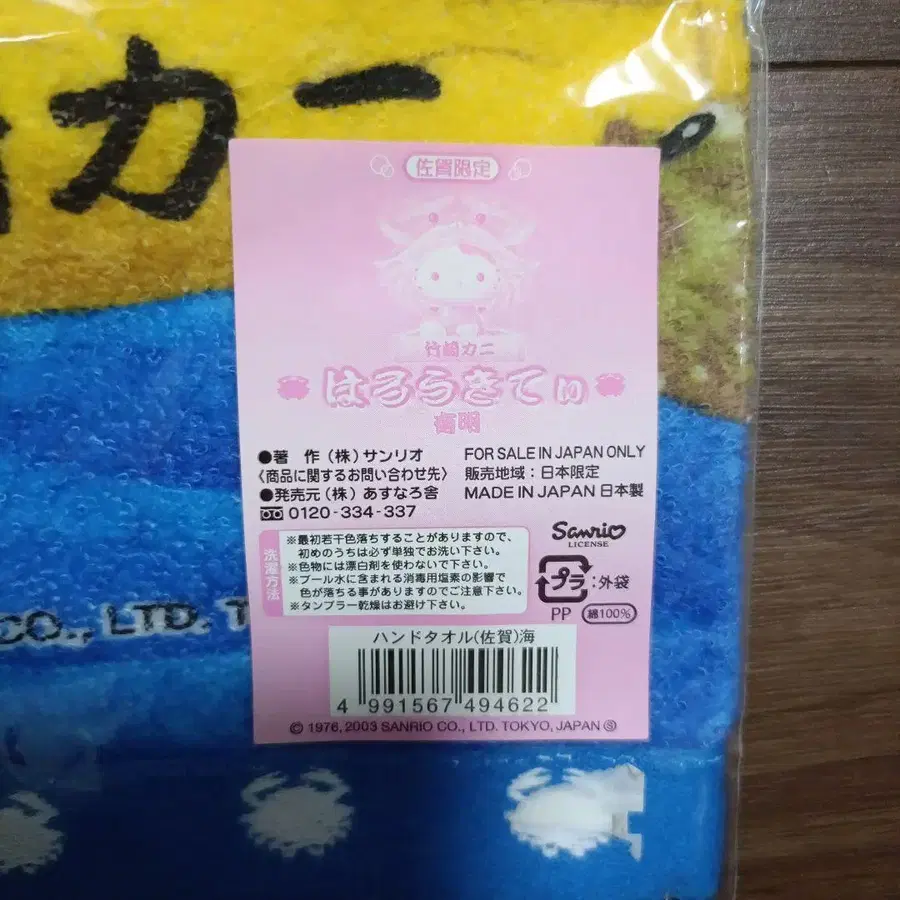 カー
佐賀限定
竹崎カニ
はろうきてぃ
有明
●著 作（株）サンリオ
〈商品に関するお問い合わせ先〉
●発売元（株）あすなろ舎
0120-334-337
FOR SALE IN JAPAN ONLY
販売地域：日本限定
MADE IN JAPAN 日本製
洗濯方法
※最初若干色落ちすることがありますので、
初めのうちは必ず単独でお洗い下さい。
※色物には漂白剤を使わないで下さい。
※プール水に含まれる消毒用塩素の影響で
色が落ちる事がありますのでご注意下さい。
※タンブラー乾燥はお避け下さい。
Sanrio
LICENSE
プラ：外袋
PP 綿100%
ハンドタオル(佐賀)海
4 991567 494622
© 1976, 2003 SANRIO CO., LTD. TOKYO, JAPAN Ⓢ
CO., LTD. T